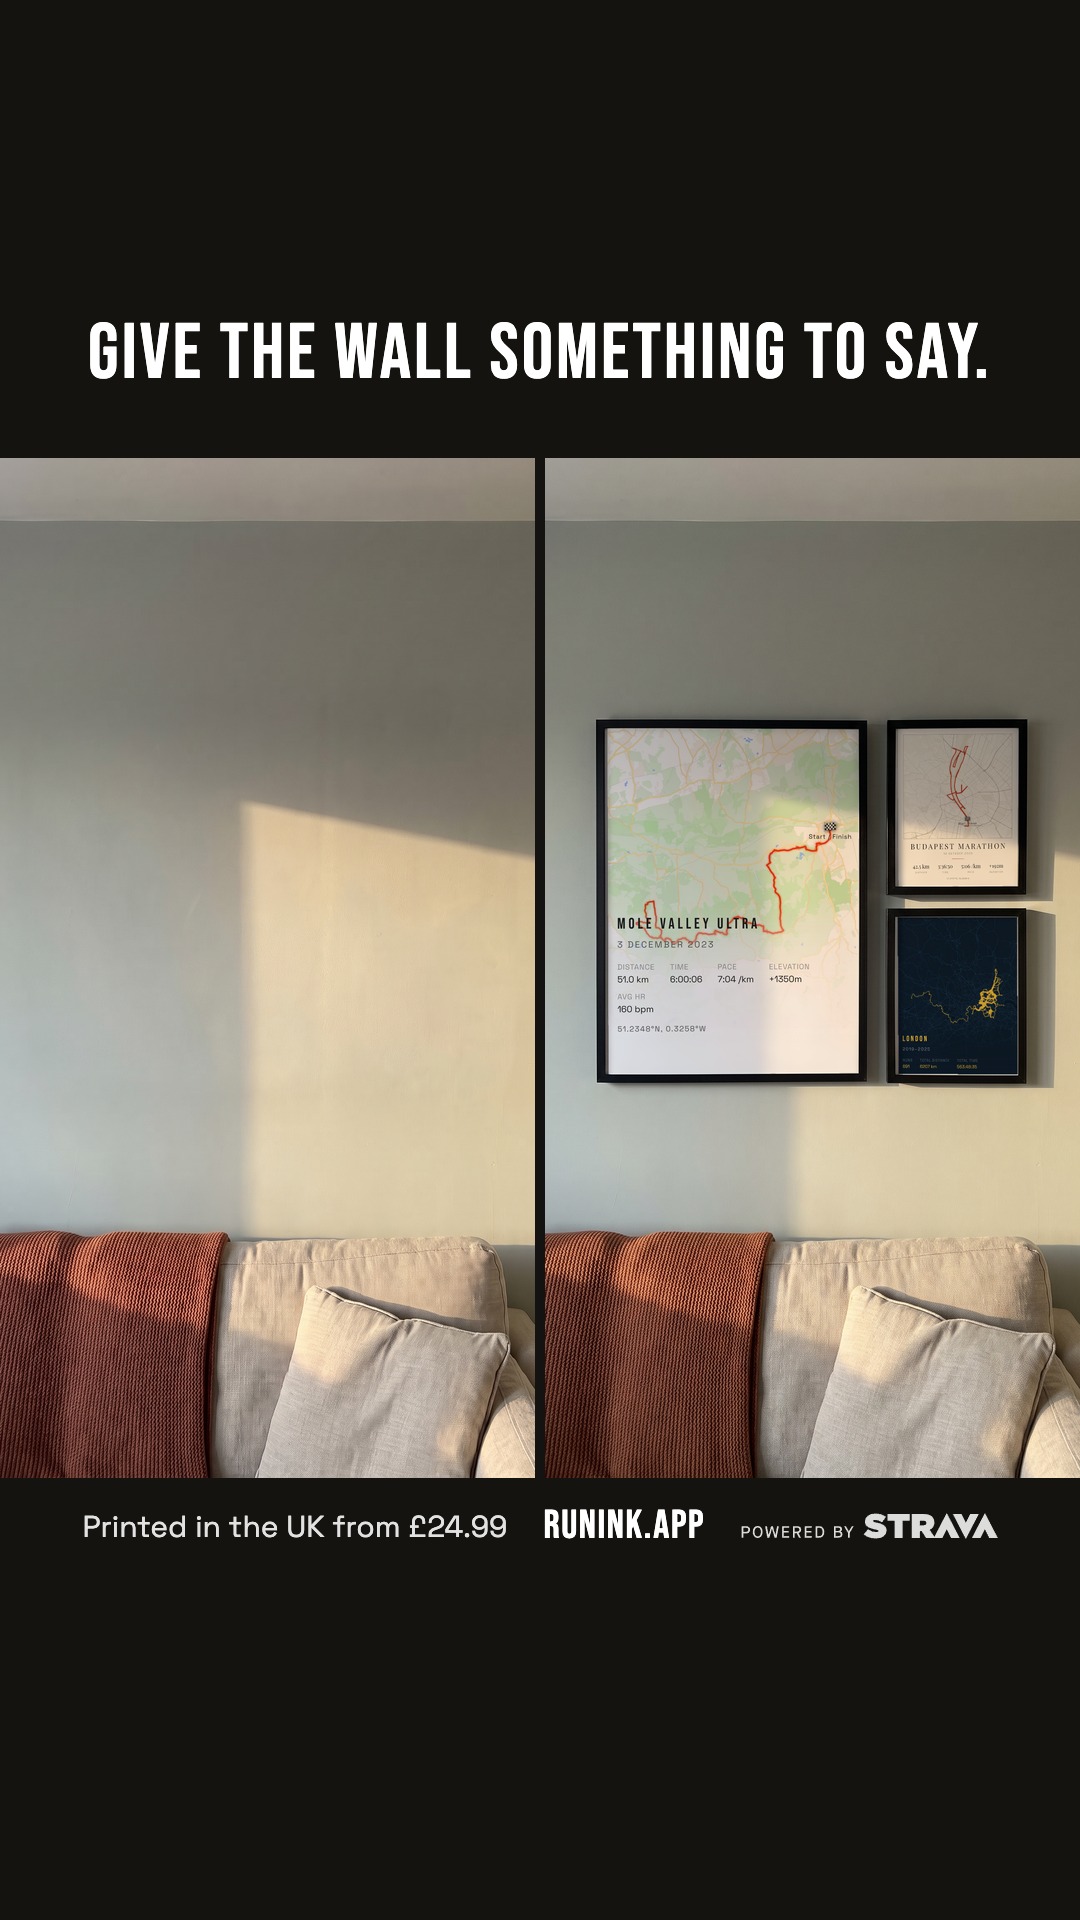 GIVE THE WALL SOMETHING TO SAY.
Start Finish
MOLE VALLEY ULTRA
3 DECEMBER 2023
DISTANCE TIME PACE ELEVATION
51.0 km 6:00:06 7:04 /km +1350m
AVG HR
160 bpm
51.2348°N, 0.3258°W
BUDAPEST MARATHON
LONDON
Printed in the UK from £24.99 RUNINK.APP POWERED BY STRAVA